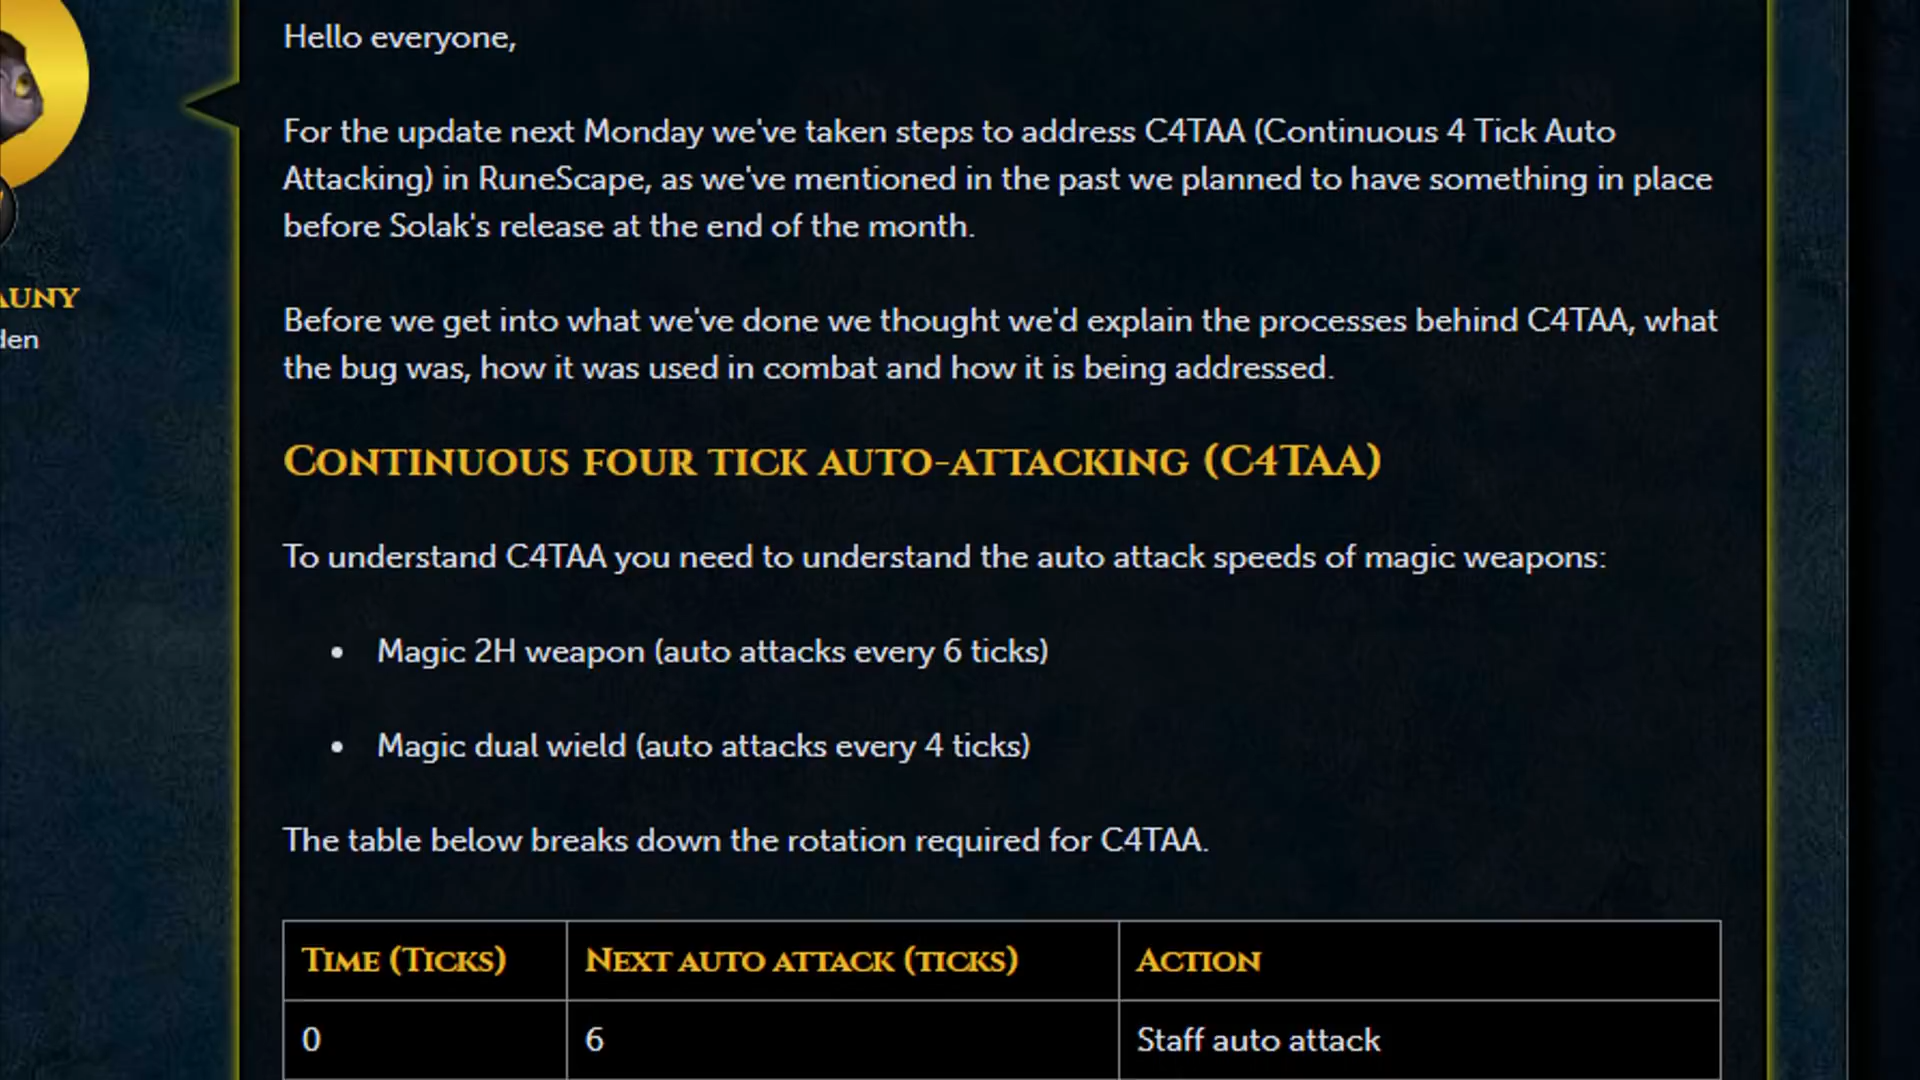 Hello everyone,
For the update next Monday we've taken steps to address C4TAA (Continuous 4 Tick Auto
Attacking) in RuneScape, as we've mentioned in the past we planned to have something in place
before Solak's release at the end of the month.
AUNY
den
Before we get into what we've done we thought we'd explain the processes behind C4TAA, what
the bug was, how it was used in combat and how it is being addressed.
CONTINUOUS FOUR TICK AUTO-ATTACKING (C4TAA)
To understand C4TAA you need to understand the auto attack speeds of magic weapons:
• Magic 2H weapon (auto attacks every 6 ticks)
• Magic dual wield (auto attacks every 4 ticks)
The table below breaks down the rotation required for C4TAA.
TIME (TICKS) NEXT AUTO ATTACK (TICKS) ACTION
0 6 Staff auto attack